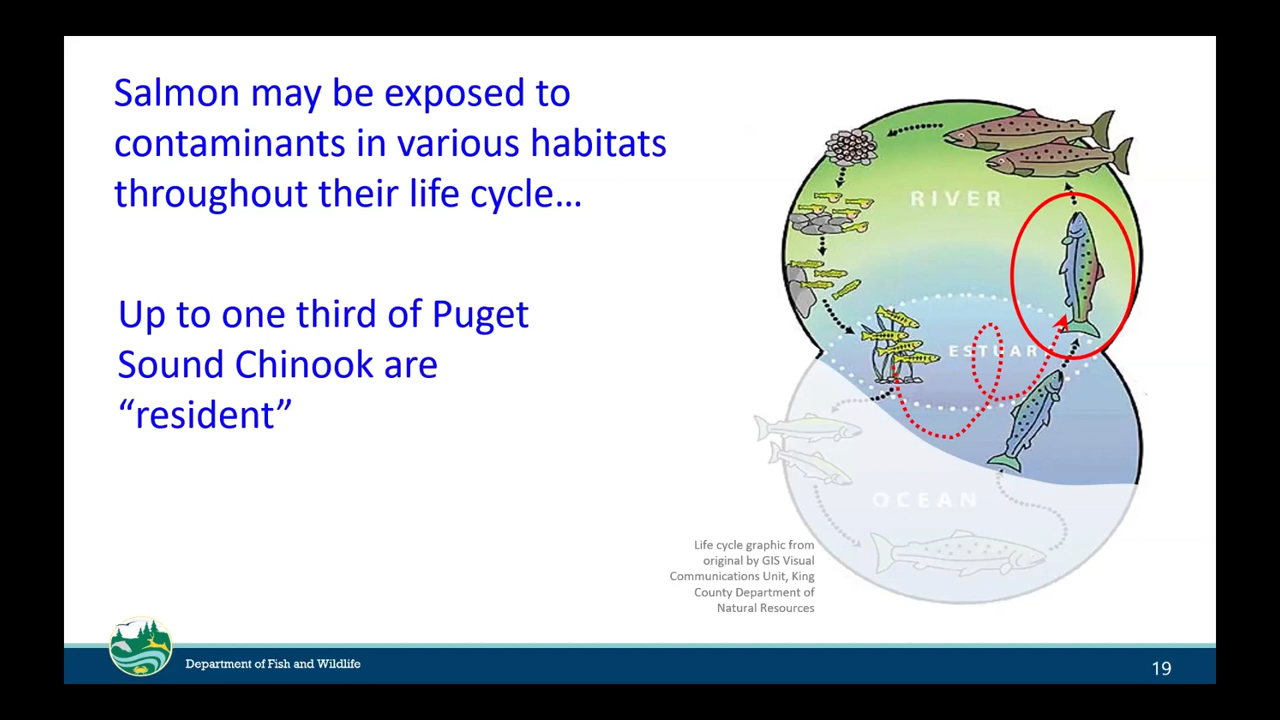 Salmon may be exposed to
contaminants in various habitats
throughout their life cycle...
Up to one third of Puget
Sound Chinook are
“resident”
RIVER
ESTUAR
OCEAN
Life cycle graphic from
original by GIS Visual
Communications Unit, King
County Department of
Natural Resources
Department of Fish and Wildlife
19